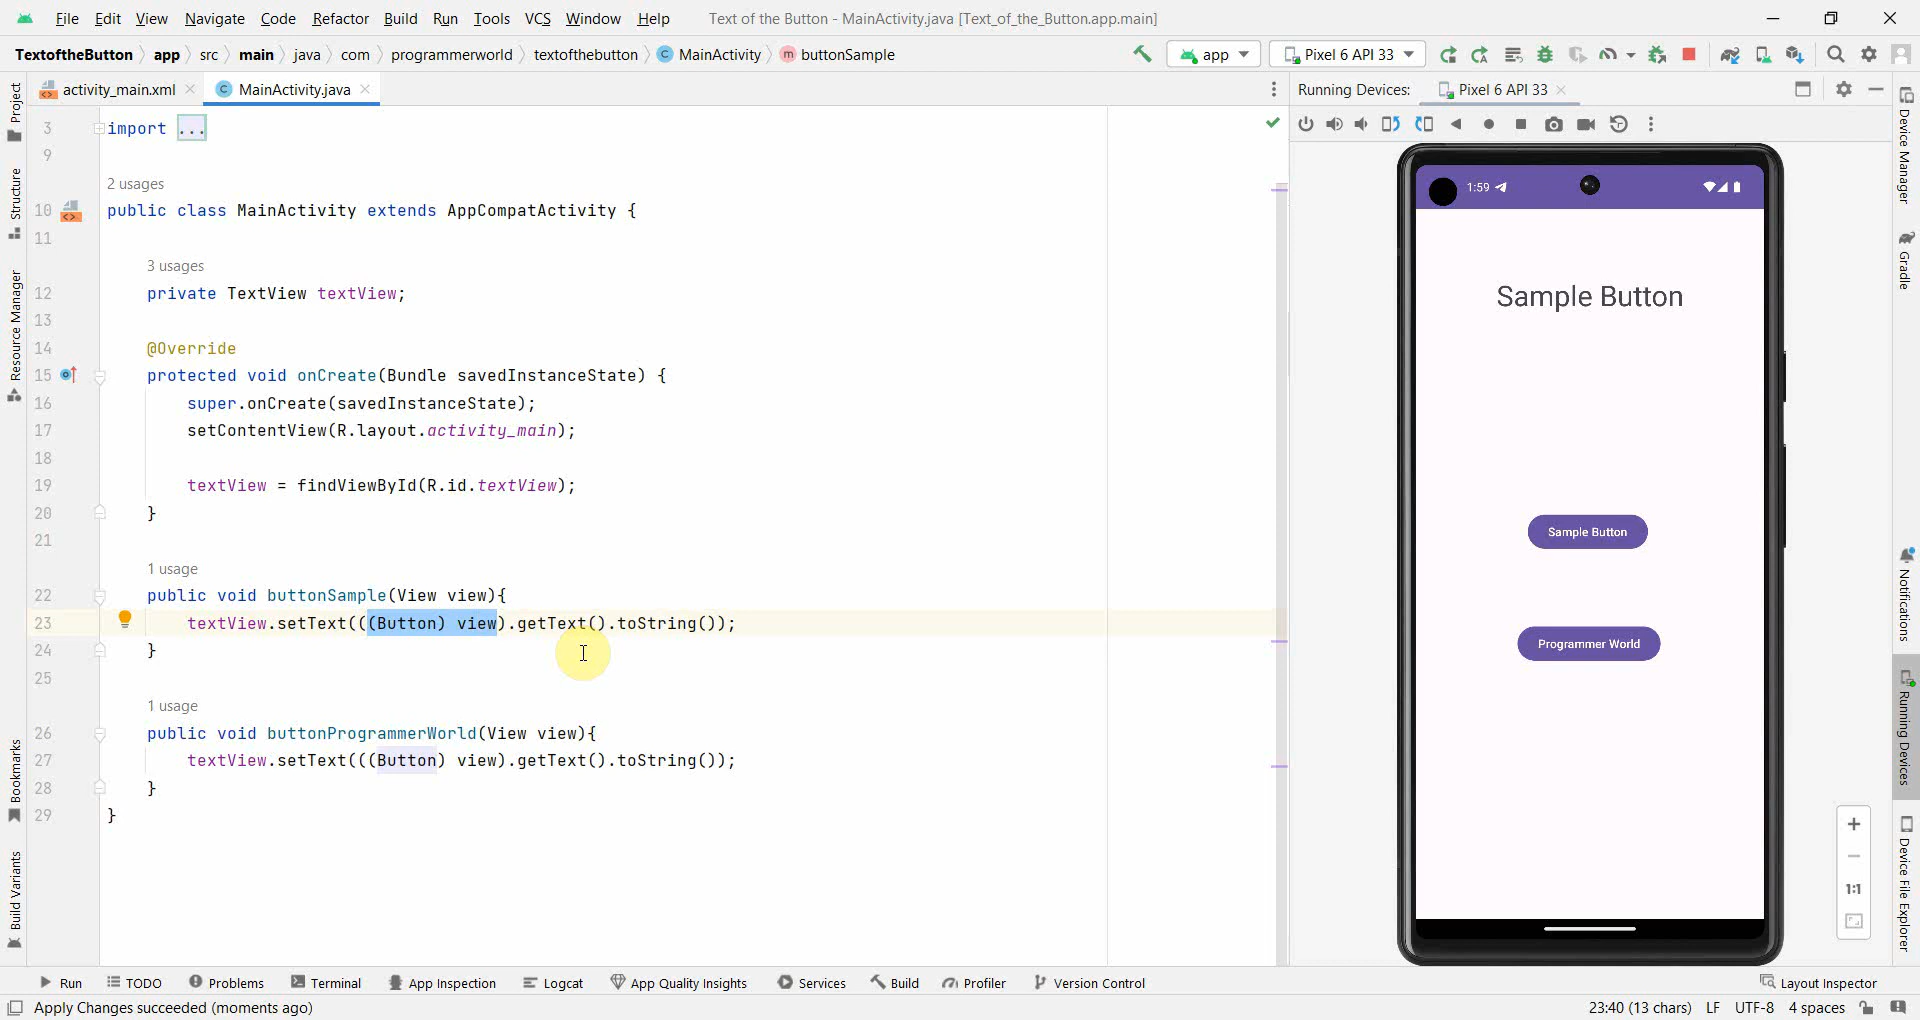 File Edit View Navigate Code Refactor Build Run Tools VCS Window Help Text of the Button - MainActivity.java [Text_of_the_Button.app.main]
TextoftheButton app src main java com programmerworld textofthebutton C MainActivity m buttonSample app Pixel 6 API 33
activity_main.xml C MainActivity.java Running Devices: Pixel 6 API 33
3 import ...
9
2 usages
10 public class MainActivity extends AppCompatActivity {
11
3 usages
12 private TextView textView;
13
14 @Override
15 protected void onCreate(Bundle savedInstanceState) {
16 super.onCreate(savedInstanceState);
17 setContentView(R.layout.activity_main);
18
19 textView = findViewById(R.id.textView);
20 }
21
1 usage
22 public void buttonSample(View view){
23 textView.setText(((Button) view).getText().toString());
24 }
25
1 usage
26 public void buttonProgrammerWorld(View view){
27 textView.setText(((Button) view).getText().toString());
28 }
29 }
Project
Structure
Resource Manager
Bookmarks
Build Variants
1:59
Sample Button
Sample Button
Programmer World
1:1
Device Manager
Gradle
Notifications
Running Devices
Device File Explorer
Run TODO Problems Terminal App Inspection Logcat App Quality Insights Services Build Profiler Version Control Layout Inspector
Apply Changes succeeded (moments ago) 23:40 (13 chars) LF UTF-8 4 spaces